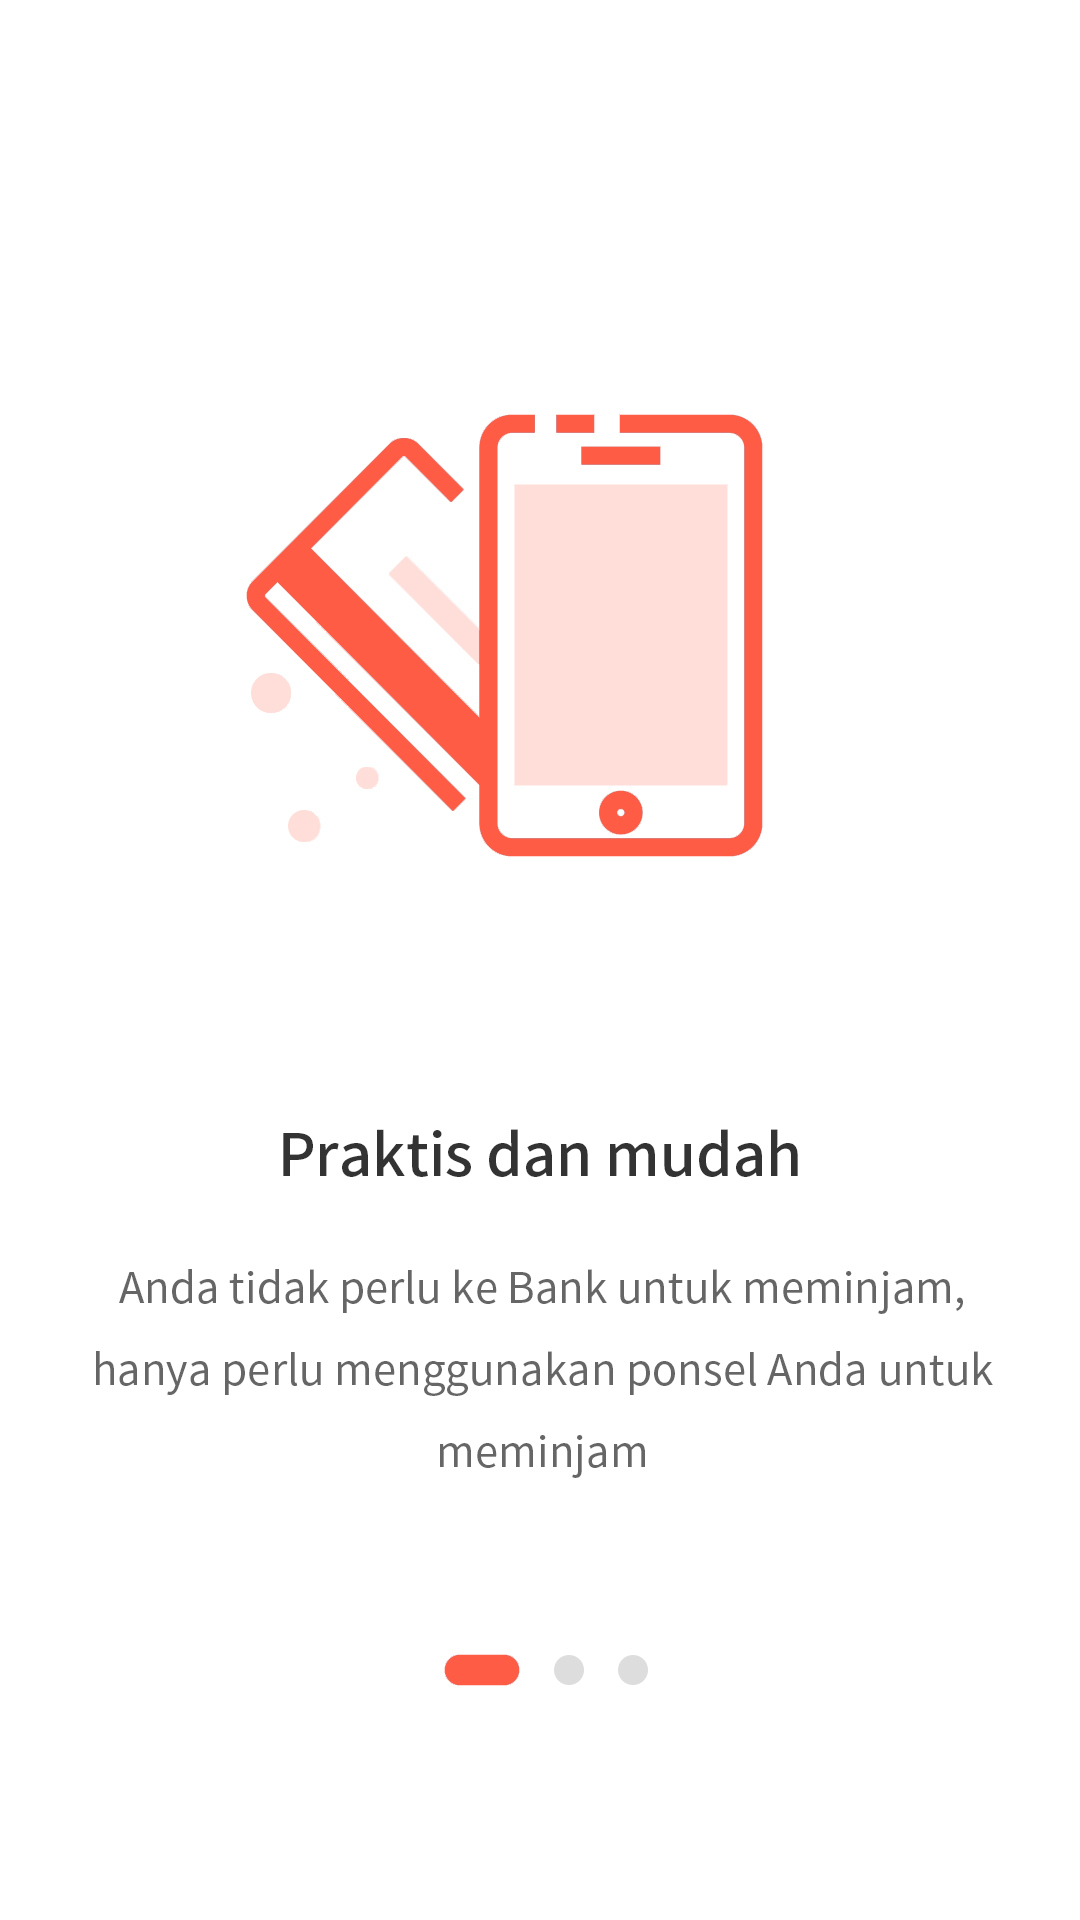 Praktis dan mudah
Anda tidak perlu ke Bank untuk meminjam,
hanya perlu menggunakan ponsel Anda untuk
meminjam